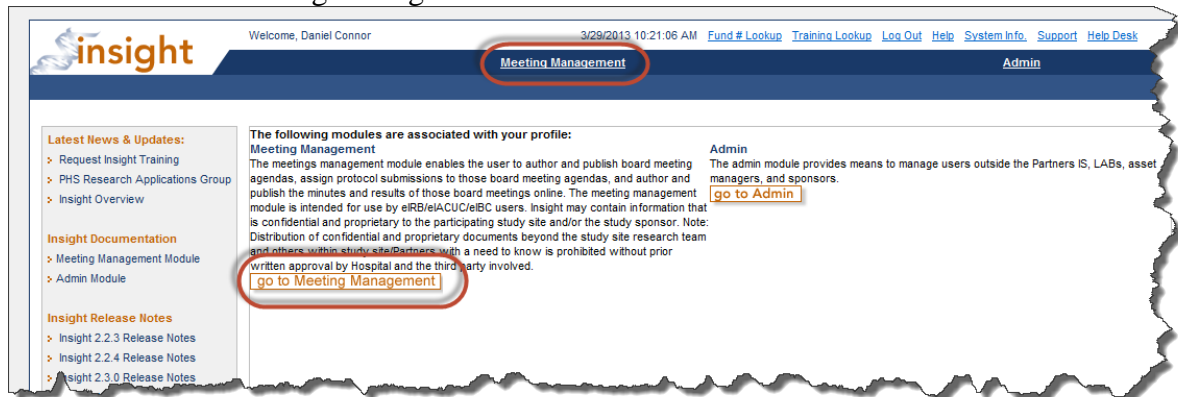 insight
Welcome, Daniel Connor 3/29/2013 10:21:06 AM Fund # Lookup Training Lookup Log Out Help System Info. Support Help Desk
Meeting Management Admin
Latest News & Updates:
Request Insight Training
PHS Research Applications Group
Insight Overview
Insight Documentation
Meeting Management Module
Admin Module
Insight Release Notes
Insight 2.2.3 Release Notes
Insight 2.2.4 Release Notes
Insight 2.3.0 Release Notes
The following modules are associated with your profile:
Meeting Management
The meetings management module enables the user to author and publish board meeting
agendas, assign protocol submissions to those board meeting agendas, and author and
publish the minutes and results of those board meetings online. The meeting management
module is intended for use by eIRB/eIACUC/eIBC users. Insight may contain information that
is confidential and proprietary to the participating study site and/or the study sponsor. Note:
Distribution of confidential and proprietary documents beyond the study site research team
and others within study site/Partners with a need to know is prohibited without prior
written approval by Hospital and the third party involved.
go to Meeting Management
Admin
The admin module provides means to manage users outside the Partners IS, LABs, asset
managers, and sponsors.
go to Admin